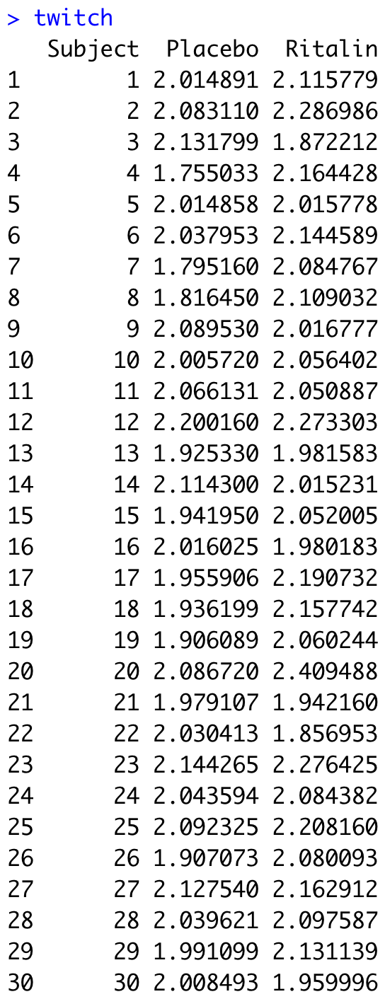 > twitch
   Subject  Placebo  Ritalin
1        1 2.014891 2.115779
2        2 2.083110 2.286986
3        3 2.131799 1.872212
4        4 1.755033 2.164428
5        5 2.014858 2.015778
6        6 2.037953 2.144589
7        7 1.795160 2.084767
8        8 1.816450 2.109032
9        9 2.089530 2.016777
10      10 2.005720 2.056402
11      11 2.066131 2.050887
12      12 2.200160 2.273303
13      13 1.925330 1.981583
14      14 2.114300 2.015231
15      15 1.941950 2.052005
16      16 2.016025 1.980183
17      17 1.955906 2.190732
18      18 1.936199 2.157742
19      19 1.906089 2.060244
20      20 2.086720 2.409488
21      21 1.979107 1.942160
22      22 2.030413 1.856953
23      23 2.144265 2.276425
24      24 2.043594 2.084382
25      25 2.092325 2.208160
26      26 1.907073 2.080093
27      27 2.127540 2.162912
28      28 2.039621 2.097587
29      29 1.991099 2.131139
30      30 2.008493 1.959996